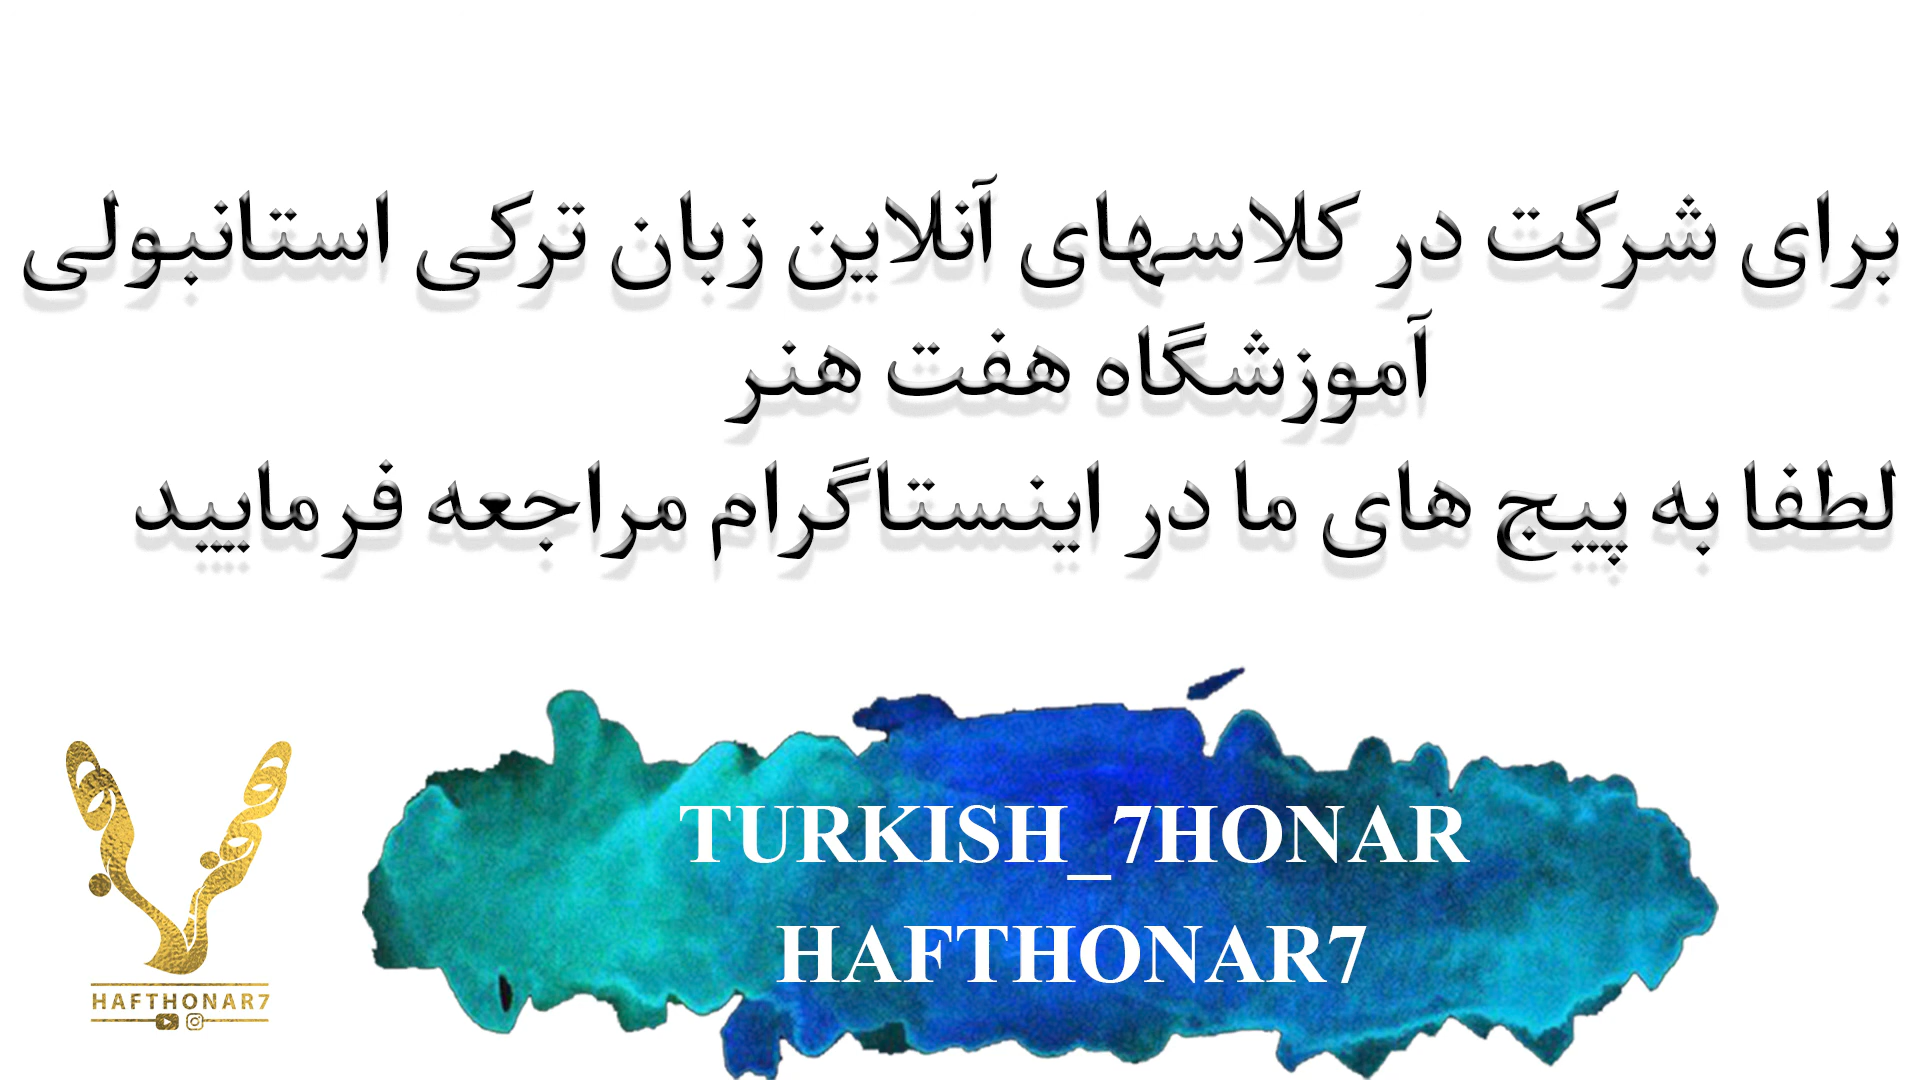 برای شرکت در کلاسهای آنلاین زبان ترکی استانبولی
آموزشگاه هفت هنر
لطفا به پیج های ما در اینستاگرام مراجعه فرمایید
TURKISH_7HONAR
HAFTHONAR7
HAFTHONAR7